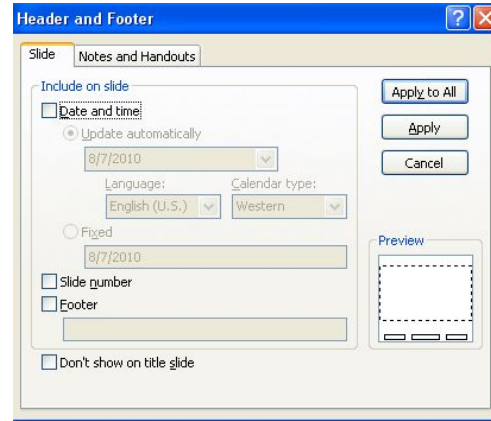 Header and Footer
Slide
Notes and Handouts
Include on slide
Date and time
Update automatically
8/7/2010
Language:
Calendar type:
English (U.S.)
Western
Fixed
8/7/2010
Slide number
Footer
Don't show on title slide
Apply to All
Apply
Cancel
Preview